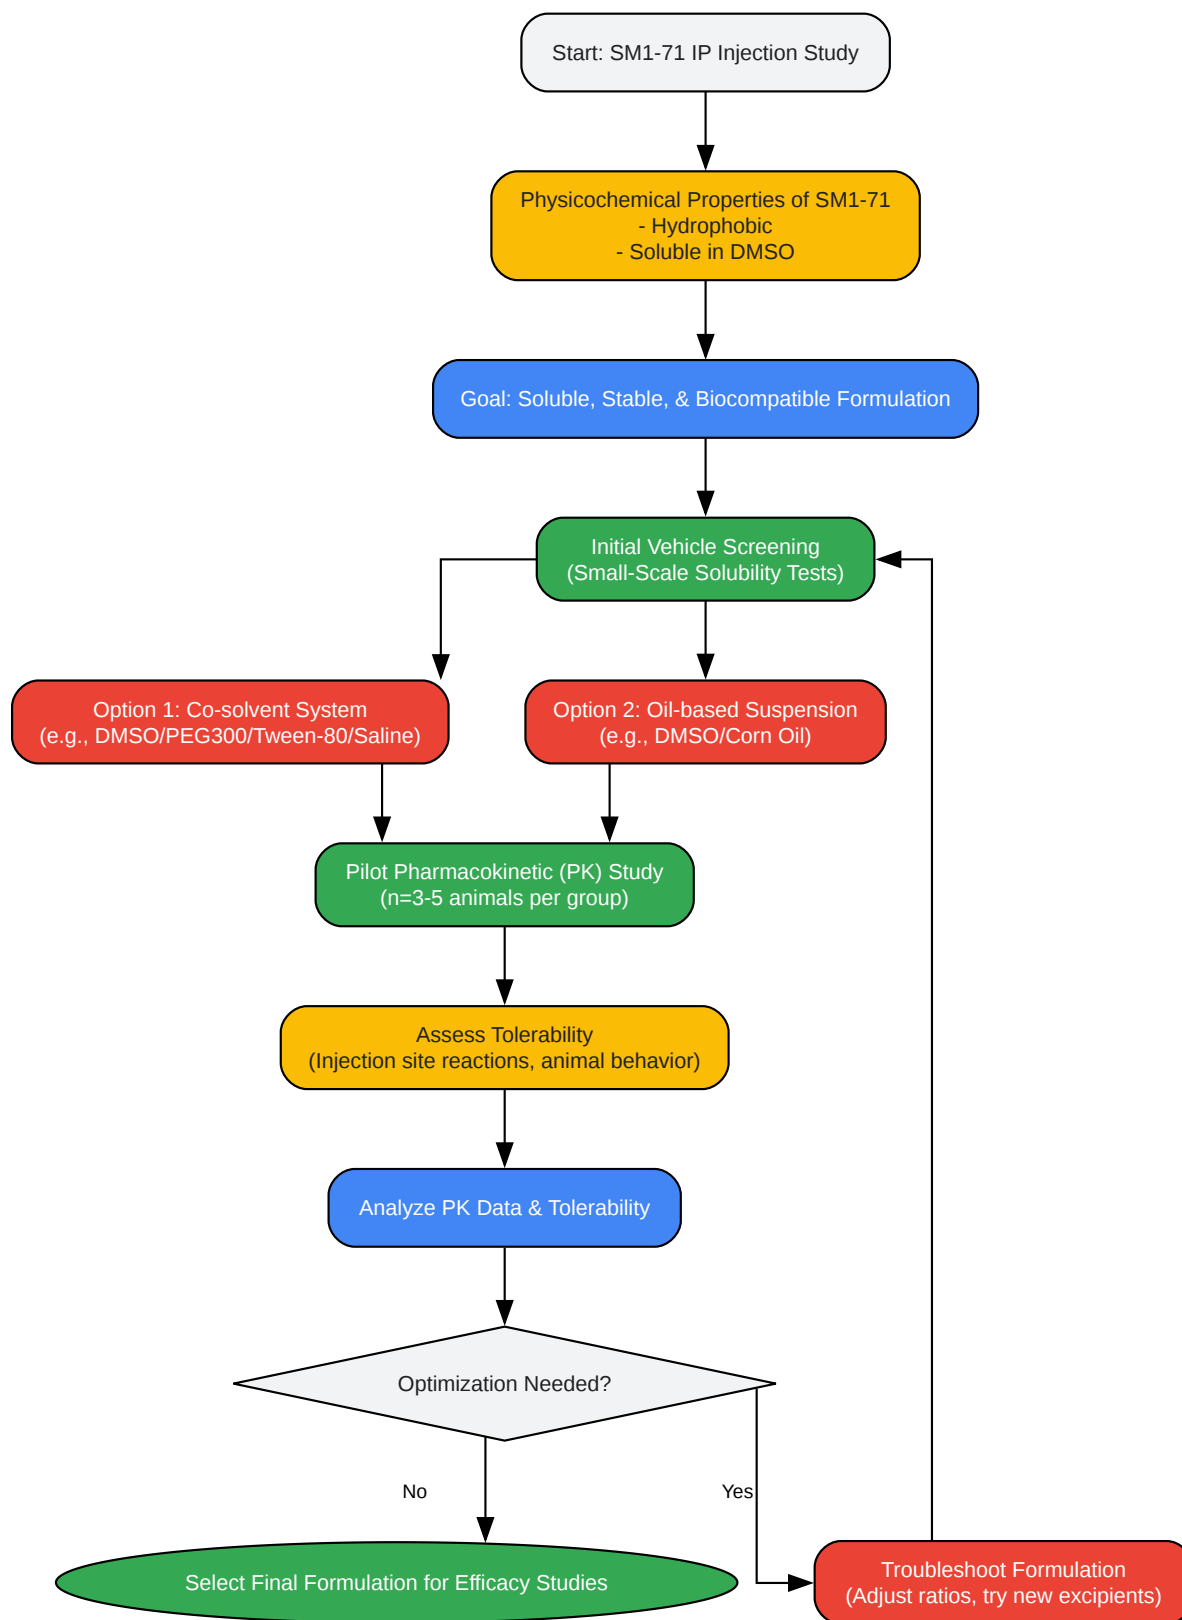 Start: SM1-71 IP Injection Study
Physicochemical Properties of SM1-71
- Hydrophobic
- Soluble in DMSO
Goal: Soluble, Stable, & Biocompatible Formulation
Initial Vehicle Screening
(Small-Scale Solubility Tests)
Option 1: Co-solvent System
(e.g., DMSO/PEG300/Tween-80/Saline)
Option 2: Oil-based Suspension
(e.g., DMSO/Corn Oil)
Pilot Pharmacokinetic (PK) Study
(n=3-5 animals per group)
Assess Tolerability
(Injection site reactions, animal behavior)
Analyze PK Data & Tolerability
Optimization Needed?
No
Yes
Select Final Formulation for Efficacy Studies
Troubleshoot Formulation
(Adjust ratios, try new excipients)